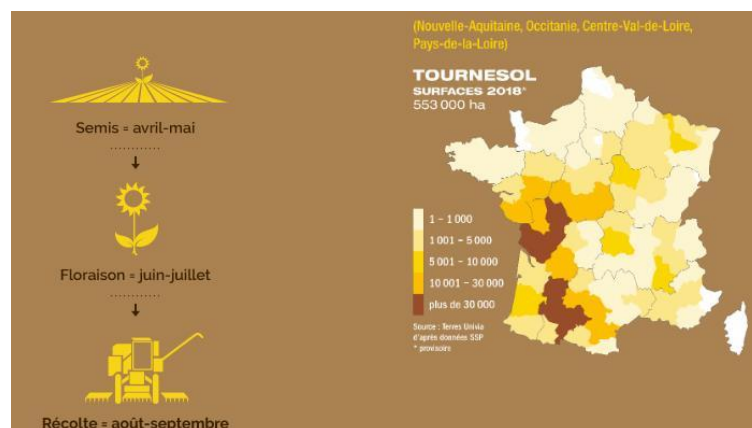 Semis = avril-mai
Floraison = juin-juillet
Récolte = août-septembre
(Nouvelle-Aquitaine, Occitanie, Centre-Val-de-Loire,
Pays-de-la-Loire)
TOURNESOL
SURFACES 2018*
553 000 ha
1 – 1 000
1 001 – 5 000
5 001 – 10 000
10 001 – 30 000
plus de 30 000
Source : Terres Univia
d'après données SSP
* provisoire